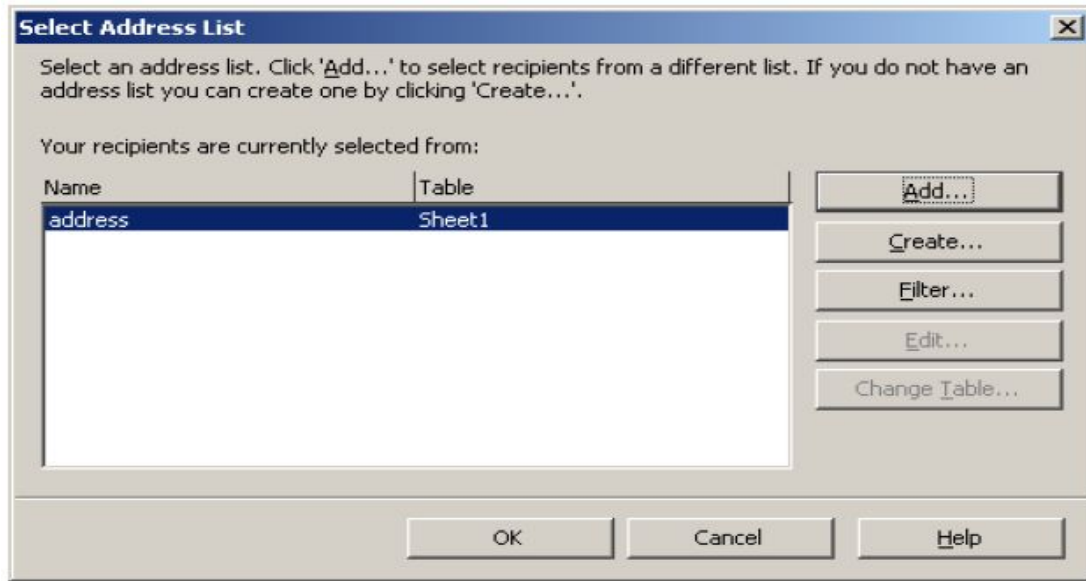 Select Address List
Select an address list. Click 'Add...' to select recipients from a different list. If you do not have an
address list you can create one by clicking 'Create...'.
Your recipients are currently selected from:
Name Table
address Sheet1
Add...
Create...
Filter...
Edit...
Change Table...
OK Cancel Help